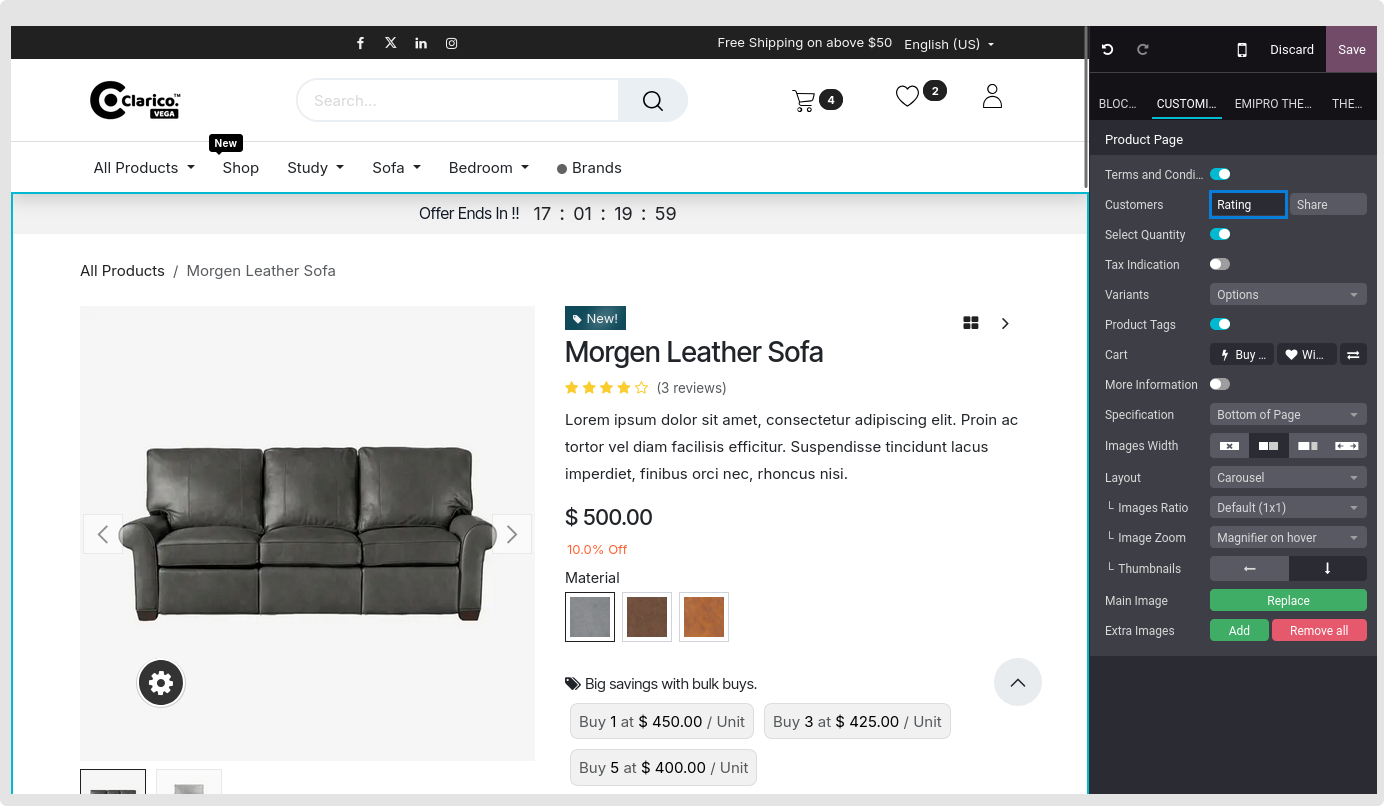 Free Shipping on above $50 English (US)
Discard Save
Clarico.™
VEGA
Search...
4
2
BLOC... CUSTOMI... EMIPRO THE... THE...
New
All Products Shop Study Sofa Bedroom Brands
Offer Ends In !! 17 : 01 : 19 : 59
All Products / Morgen Leather Sofa
New!
Morgen Leather Sofa
(3 reviews)
Lorem ipsum dolor sit amet, consectetur adipiscing elit. Proin ac
tortor vel diam facilisis efficitur. Suspendisse tincidunt lacus
imperdiet, finibus orci nec, rhoncus nisi.
$ 500.00
10.0% Off
Material
Big savings with bulk buys.
Buy 1 at $ 450.00 / Unit
Buy 3 at $ 425.00 / Unit
Buy 5 at $ 400.00 / Unit
Product Page
Terms and Condi...
Customers Rating Share
Select Quantity
Tax Indication
Variants Options
Product Tags
Cart Buy ... Wi...
More Information
Specification Bottom of Page
Images Width
Layout Carousel
└ Images Ratio Default (1x1)
└ Image Zoom Magnifier on hover
└ Thumbnails
Main Image Replace
Extra Images Add Remove all